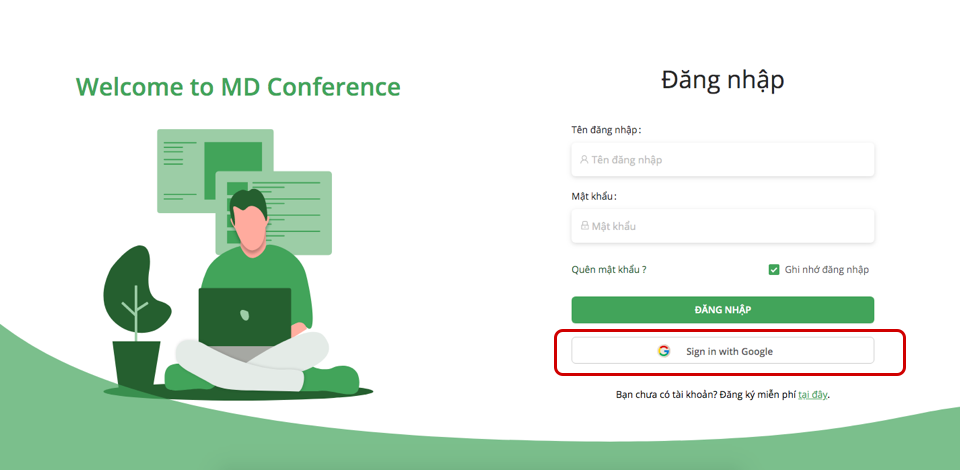 Welcome to MD Conference
Đăng nhập
Tên đăng nhập:
Tên đăng nhập
Mật khẩu:
Mật khẩu
Quên mật khẩu ?
Ghi nhớ đăng nhập
ĐĂNG NHẬP
Sign in with Google
Bạn chưa có tài khoản? Đăng ký miễn phí tại đây.